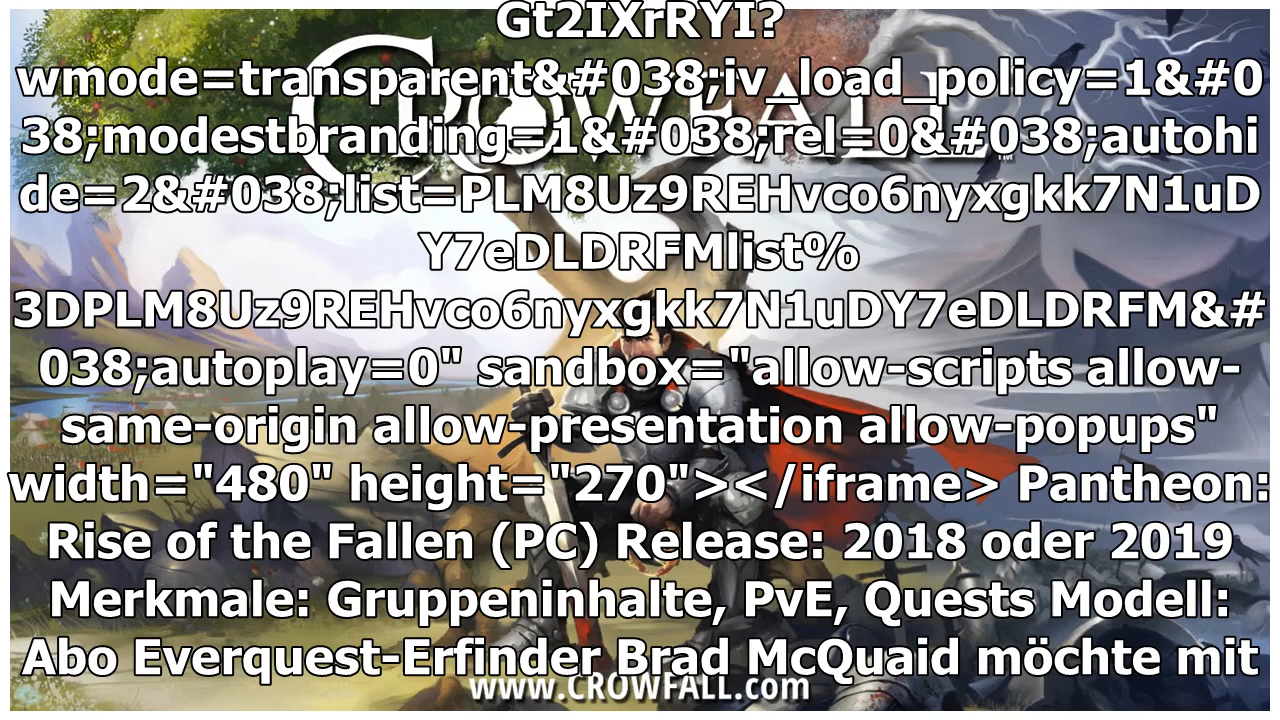 Gt2IXrRYI?
wmode=transparent&#038;iv_load_policy=1&#0
38;modestbranding=1&#038;rel=0&#038;autohi
de=2&#038;list=PLM8Uz9REHvco6nyxgkk7N1uD
Y7eDLDRFMlist%
3DPLM8Uz9REHvco6nyxgkk7N1uDY7eDLDRFM&#
038;autoplay=0" sandbox="allow-scripts allow-
same-origin allow-presentation allow-popups"
width="480" height="270"></iframe> Pantheon:
Rise of the Fallen (PC) Release: 2018 oder 2019
Merkmale: Gruppeninhalte, PvE, Quests Modell:
Abo Everquest-Erfinder Brad McQuaid möchte mit
CROWFALL
www.CROWFALL.com